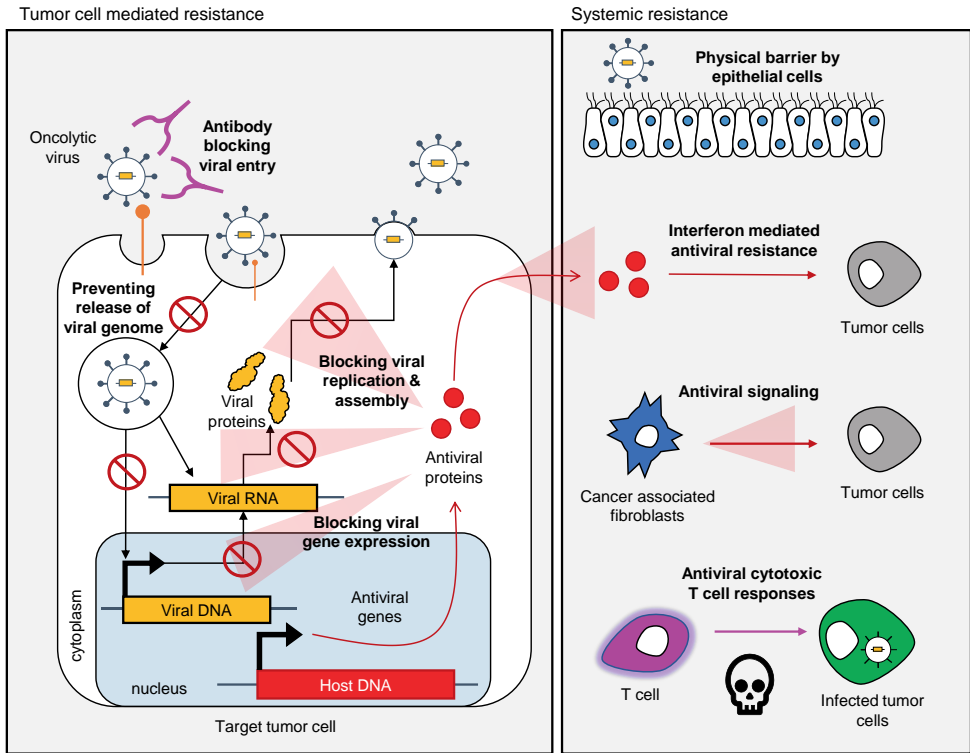 Tumor cell mediated resistance
Oncolytic
virus
Antibody
blocking
viral entry
Preventing
release of
viral genome
Viral
proteins
Blocking viral
replication &
assembly
Antiviral
proteins
Viral RNA
Blocking viral
gene expression
Viral DNA
Antiviral
genes
cytoplasm
nucleus
Host DNA
Target tumor cell
Systemic resistance
Physical barrier by
epithelial cells
Interferon mediated
antiviral resistance
Tumor cells
Antiviral signaling
Cancer associated
fibroblasts
Tumor cells
Antiviral cytotoxic
T cell responses
T cell
Infected tumor
cells